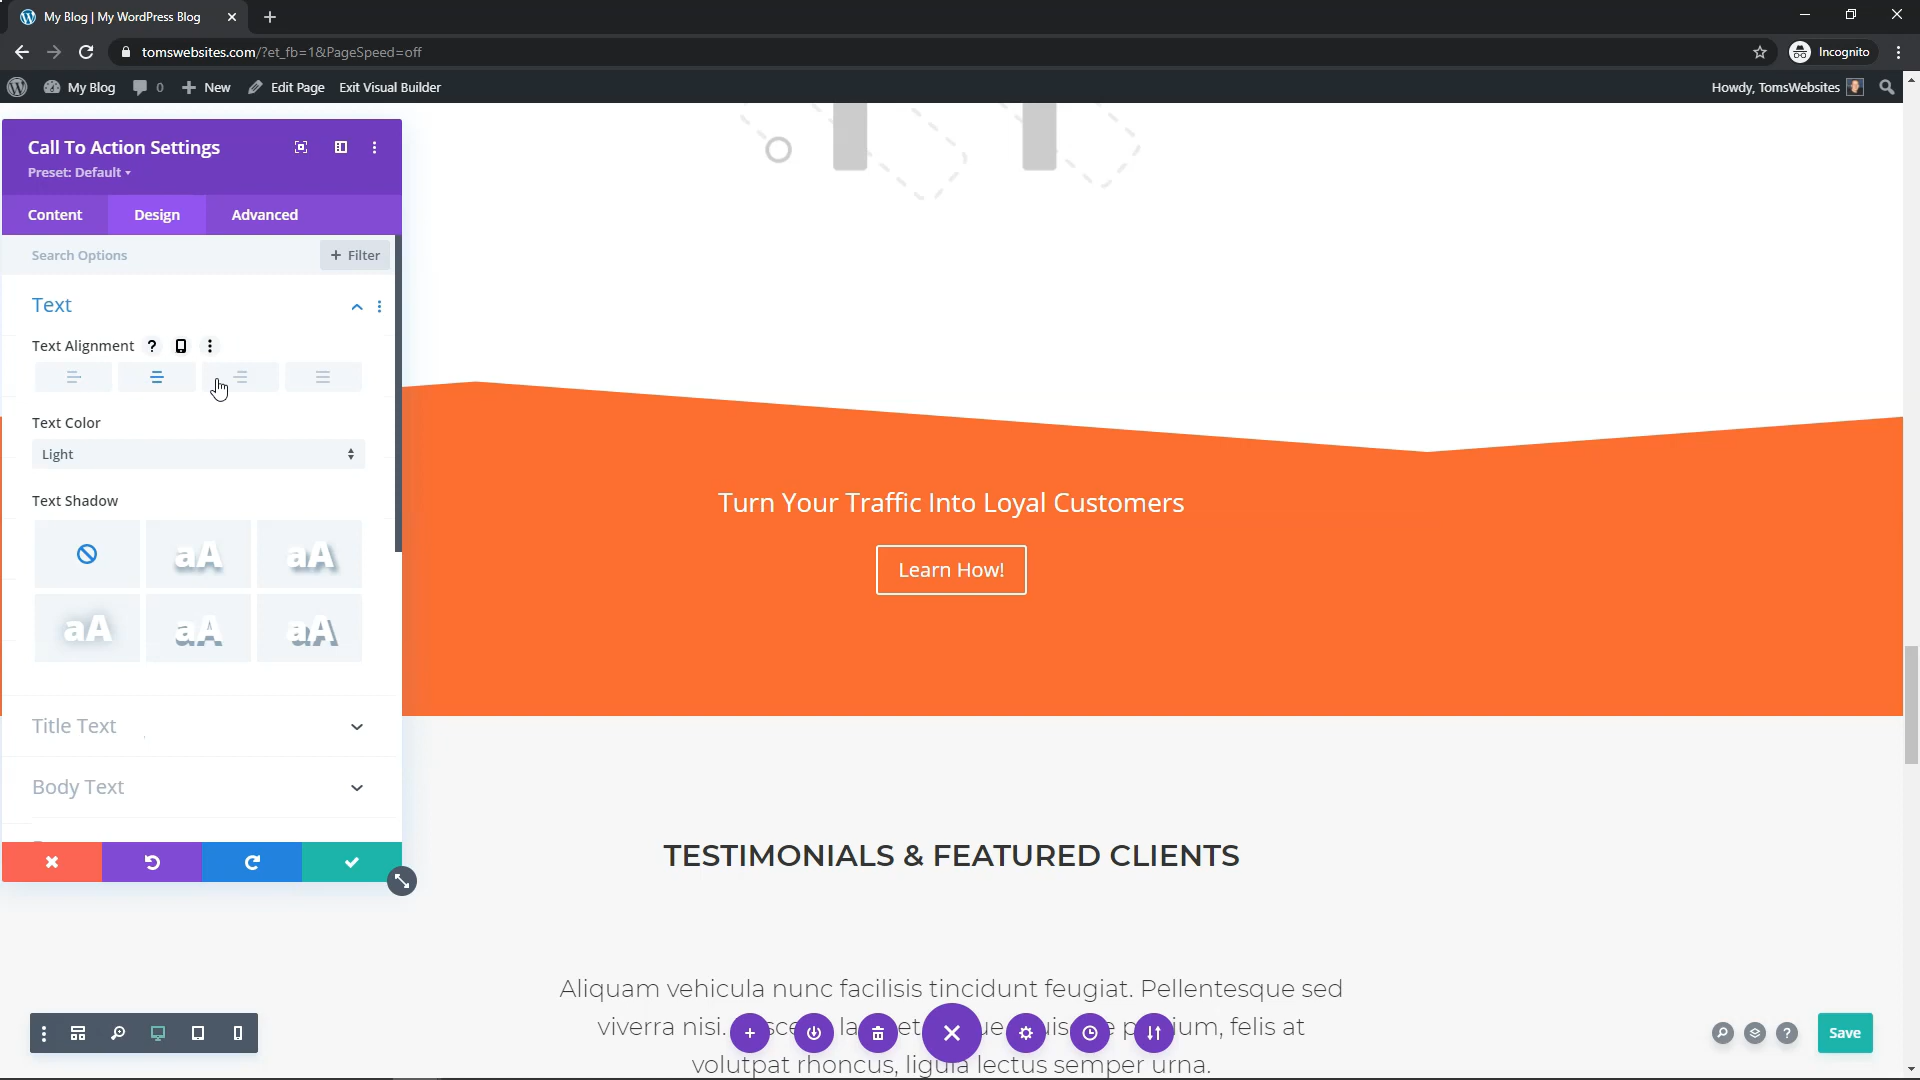 My Blog | My WordPress Blog
tomswebsites.com/?et_fb=1&PageSpeed=off
Incognito
My Blog
0
New
Edit Page
Exit Visual Builder
Howdy, TomsWebsites
Call To Action Settings
Preset: Default
Content
Design
Advanced
Search Options
+ Filter
Text
Text Alignment ?
Text Color
Light
Text Shadow
aA
aA
aA
aA
aA
Title Text
Body Text
Turn Your Traffic Into Loyal Customers
Learn How!
TESTIMONIALS & FEATURED CLIENTS
Aliquam vehicula nunc facilisis tincidunt feugiat. Pellentesque sed
viverra nisi. felis at
volutpat rhoncus, ligula lectus semper urna.
?
Save